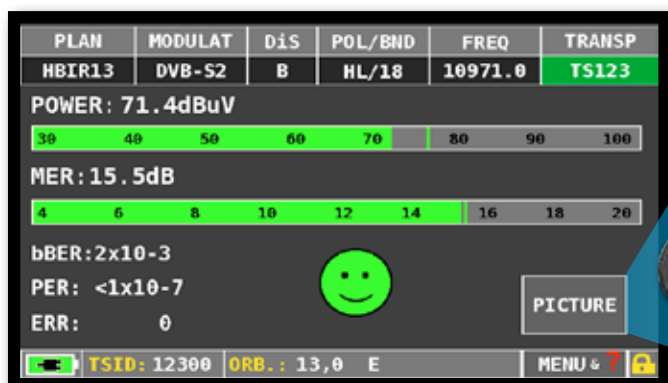 PLAN MODULAT DiS POL/BND FREQ TRANSP
HBIR13 DVB-S2 B HL/18 10971.0 TS123
POWER: 71.4dBuV
30 40 50 60 70 80 90 100
MER:15.5dB
4 6 8 10 12 14 16 18 20
bBER:2x10-3
PER: <1x10-7
PICTURE
ERR: 0
TSID: 12300 ORB.: 13,0 E MENU & ?